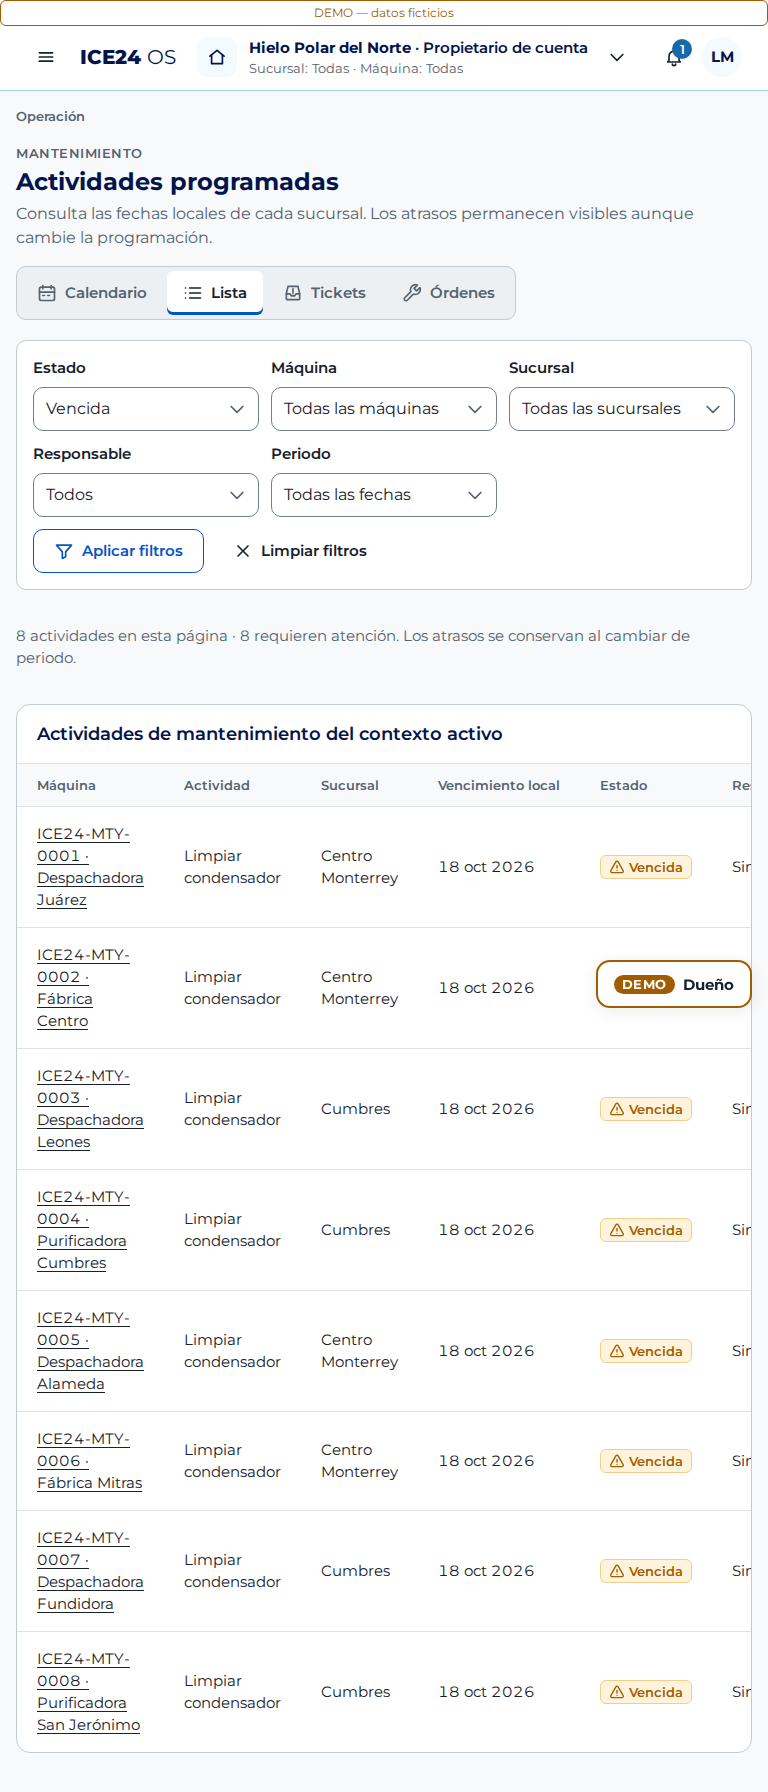 DEMO — datos ficticios
ICE24 OS
Hielo Polar del Norte · Propietario de cuenta
Sucursal: Todas · Máquina: Todas
1
LM
Operación
MANTENIMIENTO
Actividades programadas
Consulta las fechas locales de cada sucursal. Los atrasos permanecen visibles aunque
cambie la programación.
Calendario
Lista
Tickets
Órdenes
Estado
Máquina
Sucursal
Vencida
Todas las máquinas
Todas las sucursales
Responsable
Periodo
Todos
Todas las fechas
Aplicar filtros
Limpiar filtros
8 actividades en esta página · 8 requieren atención. Los atrasos se conservan al cambiar de
periodo.
Actividades de mantenimiento del contexto activo
Máquina Actividad Sucursal Vencimiento local Estado
ICE24-MTY-
0001 ·
Despachadora
Juárez
Limpiar
condensador
Centro
Monterrey
18 oct 2026
Vencida
Sin
ICE24-MTY-
0002 ·
Fábrica
Centro
Limpiar
condensador
Centro
Monterrey
18 oct 2026
DEMO Dueño
ICE24-MTY-
0003 ·
Despachadora
Leones
Limpiar
condensador
Cumbres
18 oct 2026
Vencida
Sin
ICE24-MTY-
0004 ·
Purificadora
Cumbres
Limpiar
condensador
Cumbres
18 oct 2026
Vencida
Sin
ICE24-MTY-
0005 ·
Despachadora
Alameda
Limpiar
condensador
Centro
Monterrey
18 oct 2026
Vencida
Sin
ICE24-MTY-
0006 ·
Fábrica Mitras
Limpiar
condensador
Centro
Monterrey
18 oct 2026
Vencida
Sin
ICE24-MTY-
0007 ·
Despachadora
Fundidora
Limpiar
condensador
Cumbres
18 oct 2026
Vencida
Sin
ICE24-MTY-
0008 ·
Purificadora
San Jerónimo
Limpiar
condensador
Cumbres
18 oct 2026
Vencida
Sin